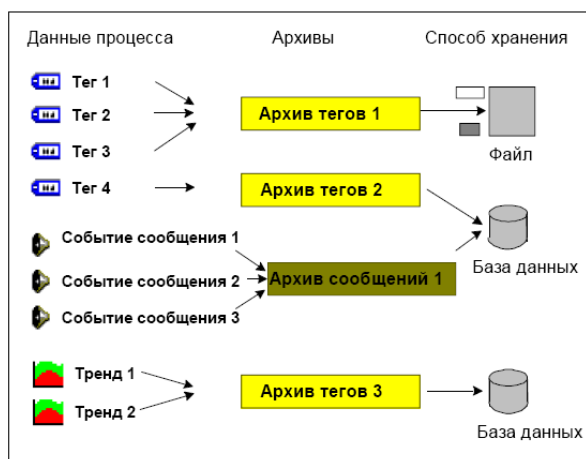 Данные процесса
Архивы
Способ хранения
Тег 1
Тег 2
Тег 3
Архив тегов 1
Файл
Тег 4
Архив тегов 2
База данных
Событие сообщения 1
Событие сообщения 2
Событие сообщения 3
Архив сообщений 1
Тренд 1
Тренд 2
Архив тегов 3
База данных